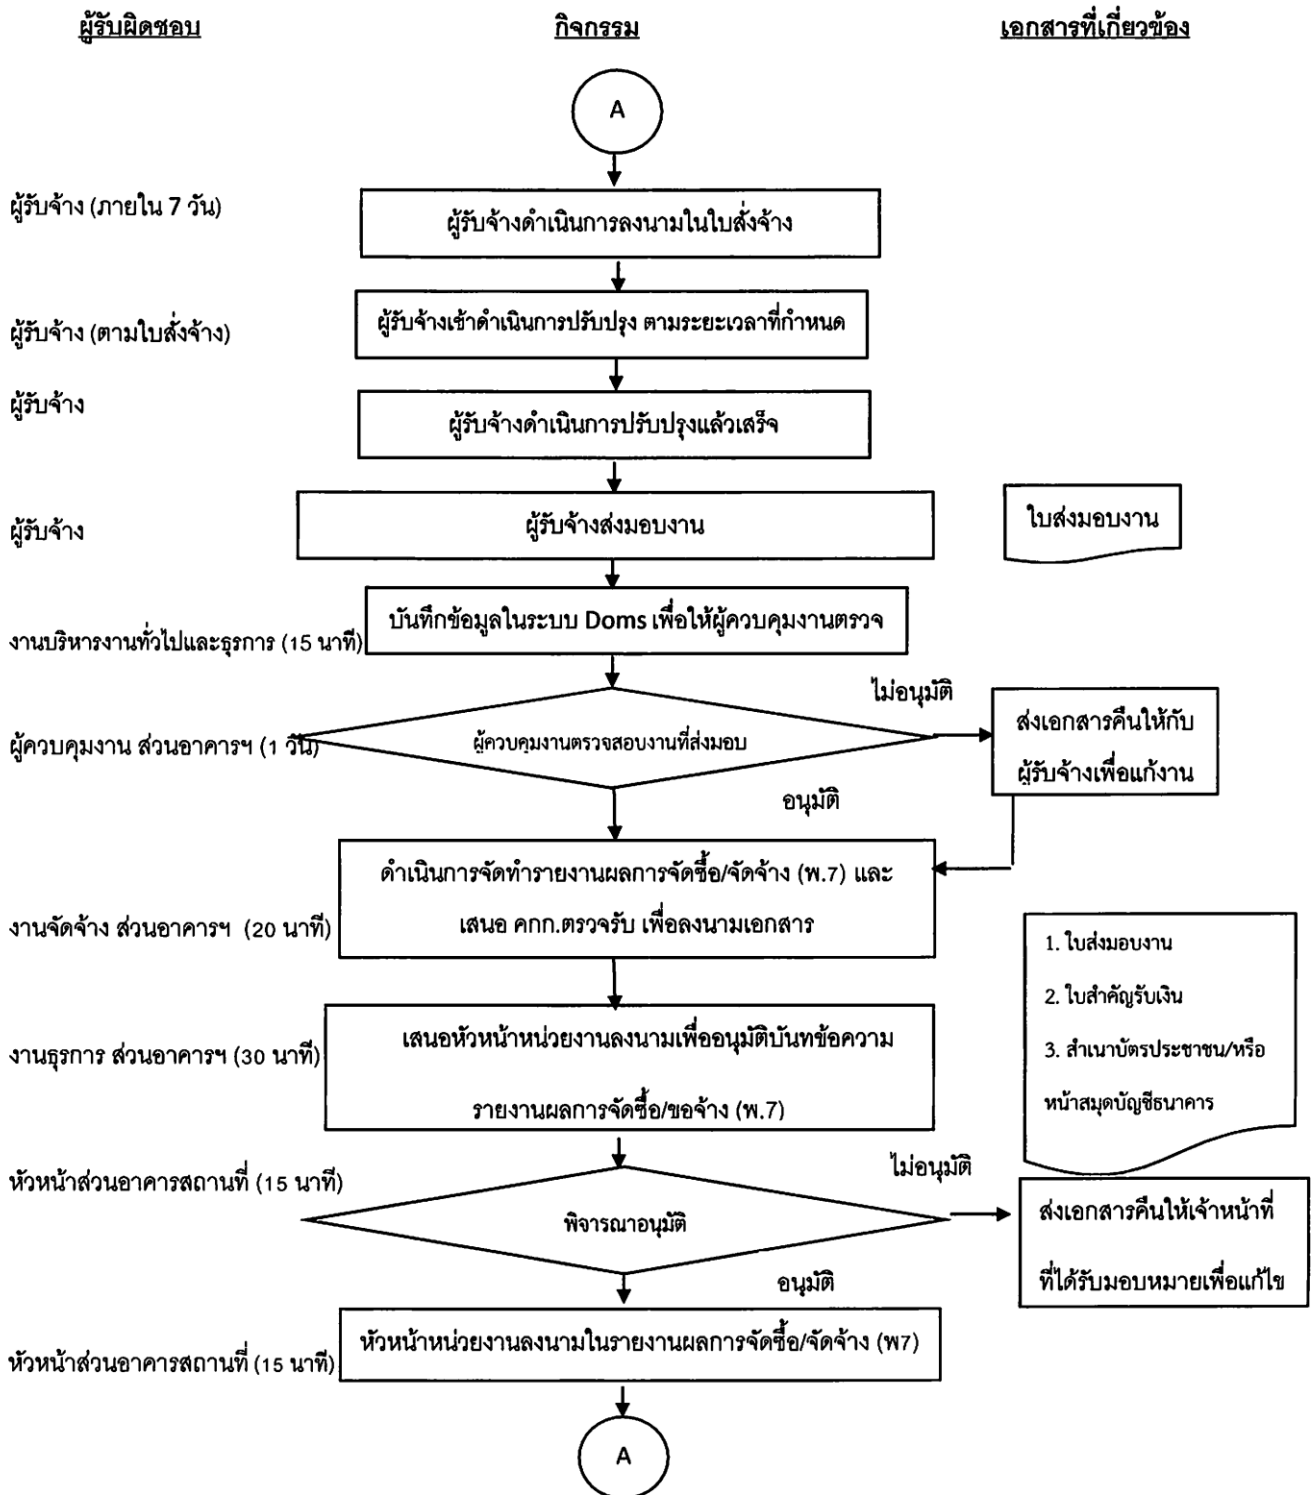 ผู้รับผิดชอบ กิจกรรม เอกสารที่เกี่ยวข้อง
A
ผู้รับจ้าง (ภายใน 7 วัน)
ผู้รับจ้างดำเนินการลงนามในใบสั่งจ้าง
ผู้รับจ้าง (ตามใบสั่งจ้าง)
ผู้รับจ้างเข้าดำเนินการปรับปรุง ตามระยะเวลาที่กำหนด
ผู้รับจ้าง
ผู้รับจ้างดำเนินการปรับปรุงแล้วเสร็จ
ผู้รับจ้าง
ผู้รับจ้างส่งมอบงาน
ใบส่งมอบงาน
งานบริหารงานทั่วไปและธุรการ (15 นาที)
บันทึกข้อมูลในระบบ Doms เพื่อให้ผู้ควบคุมงานตรวจ
ผู้ควบคุมงาน ส่วนอาคารฯ (1 วัน)
ผู้ควบคุมงานตรวจสอบงานที่ส่งมอบ
ไม่อนุมัติ
ส่งเอกสารคืนให้กับ
ผู้รับจ้างเพื่อแก้งาน
อนุมัติ
งานจัดจ้าง ส่วนอาคารฯ (20 นาที)
ดำเนินการจัดทำรายงานผลการจัดซื้อ/จัดจ้าง (พ.7) และ
เสนอ คกก.ตรวจรับ เพื่อลงนามเอกสาร
1. ใบส่งมอบงาน
2. ใบสำคัญรับเงิน
3. สำเนาบัตรประชาชน/หรือ
หน้าสมุดบัญชีธนาคาร
งานธุรการ ส่วนอาคารฯ (30 นาที)
เสนอหัวหน้าหน่วยงานลงนามเพื่ออนุมัติบันทข้อความ
รายงานผลการจัดซื้อ/ขอจ้าง (พ.7)
หัวหน้าส่วนอาคารสถานที่ (15 นาที)
พิจารณาอนุมัติ
ไม่อนุมัติ
ส่งเอกสารคืนให้เจ้าหน้าที่
ที่ได้รับมอบหมายเพื่อแก้ไข
อนุมัติ
หัวหน้าส่วนอาคารสถานที่ (15 นาที)
หัวหน้าหน่วยงานลงนามในรายงานผลการจัดซื้อ/จัดจ้าง (พ7)
A